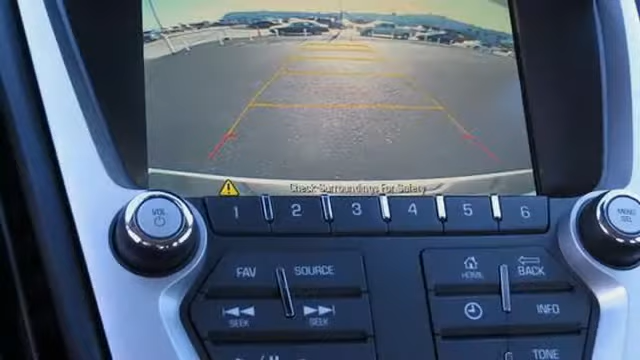 Check Surroundings For Safety
VOL
1 2 3 4 5 6
MENU
SEL
FAV SOURCE
HOME BACK
SEEK SEEK
INFO
TONE